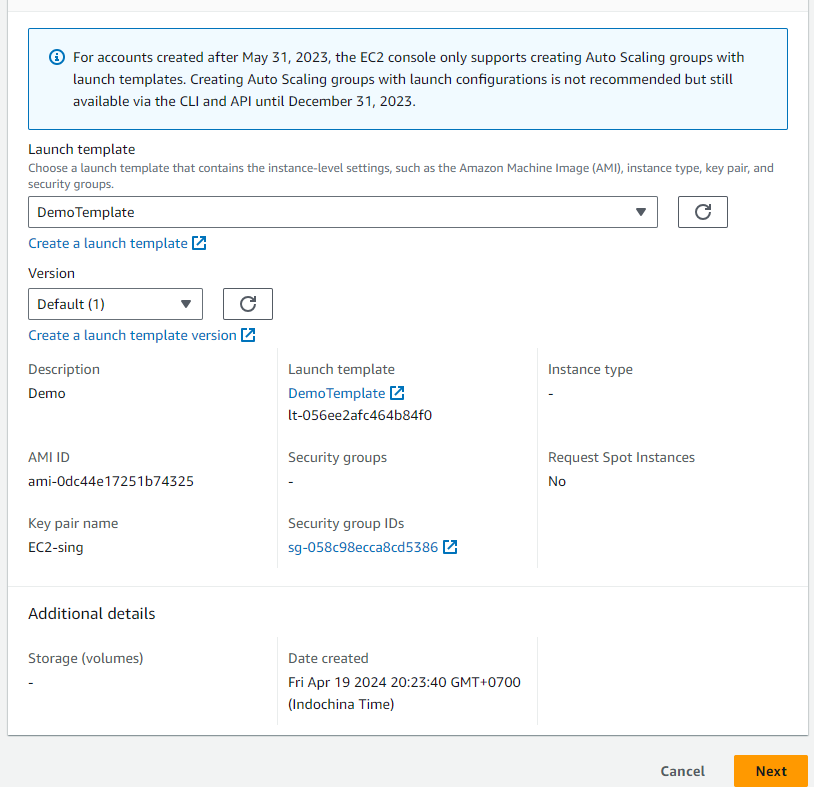 For accounts created after May 31, 2023, the EC2 console only supports creating Auto Scaling groups with
launch templates. Creating Auto Scaling groups with launch configurations is not recommended but still
available via the CLI and API until December 31, 2023.
Launch template
Choose a launch template that contains the instance-level settings, such as the Amazon Machine Image (AMI), instance type, key pair, and
security groups.
DemoTemplate
Create a launch template
Version
Default (1)
Create a launch template version
Description
Demo
Launch template
DemoTemplate
lt-056ee2afc464b84f0
Instance type
-
AMI ID
ami-0dc44e17251b74325
Security groups
-
Request Spot Instances
No
Key pair name
EC2-sing
Security group IDs
sg-058c98ecca8cd5386
Additional details
Storage (volumes)
-
Date created
Fri Apr 19 2024 20:23:40 GMT+0700
(Indochina Time)
Cancel
Next